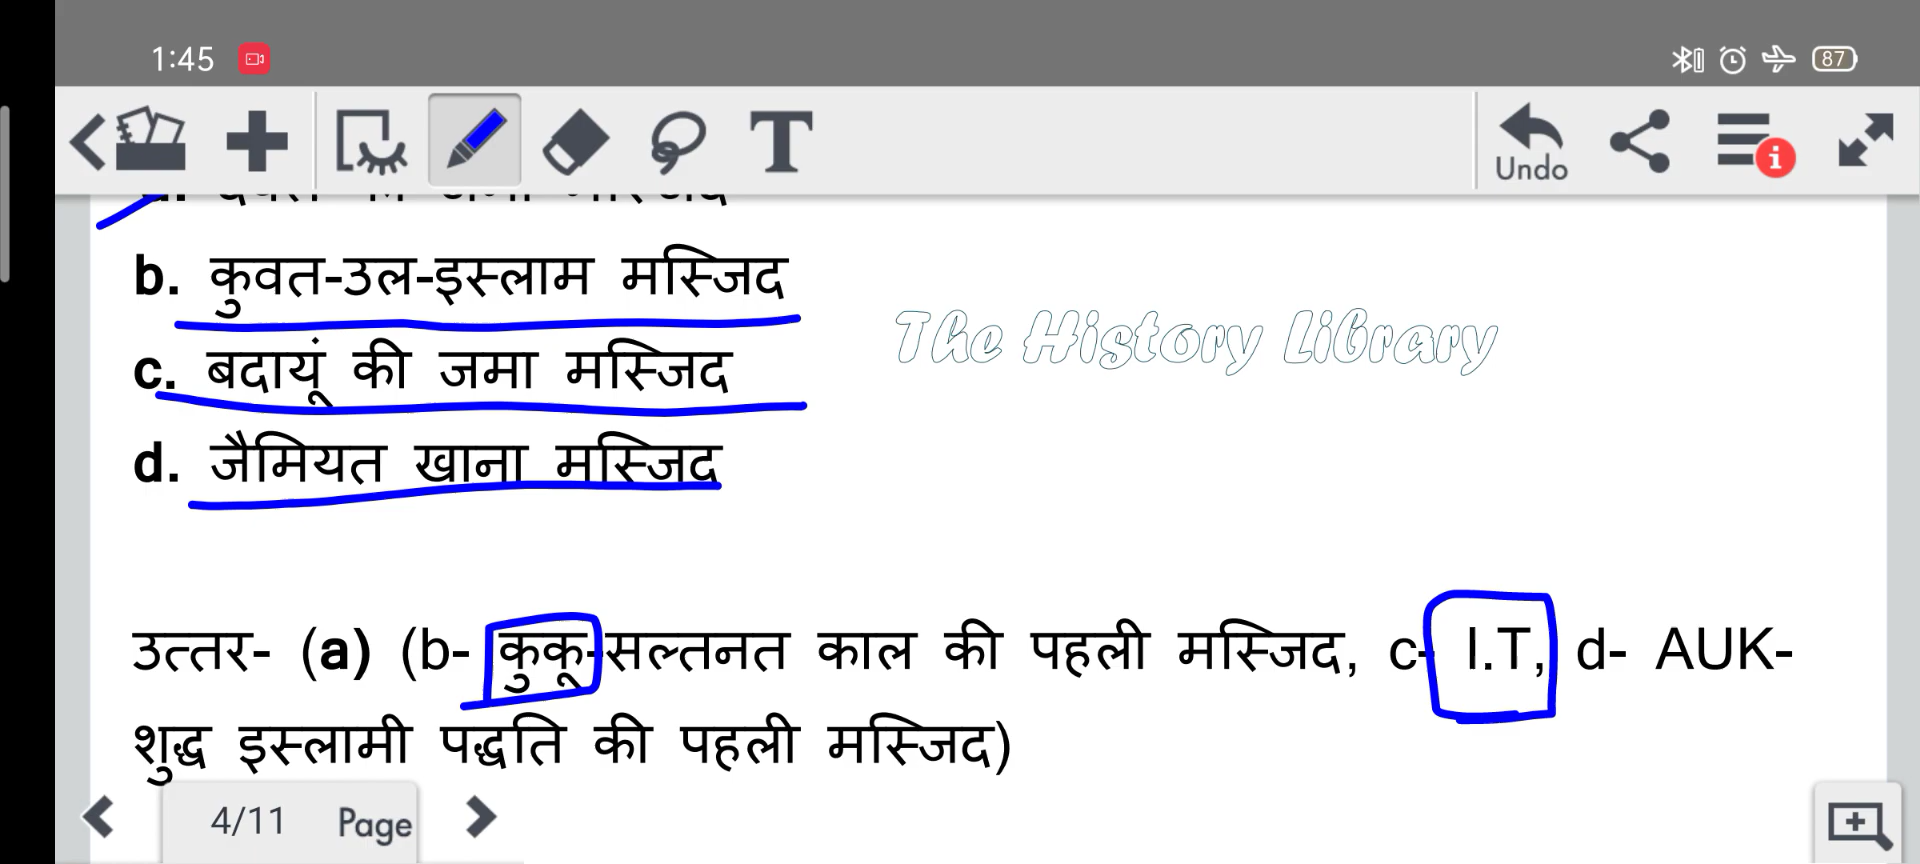 1:45
87
T
Undo
i
b. कुवत-उल-इस्लाम मस्जिद
The History Library
c. बदायूं की जमा मस्जिद
d. जैमियत खाना मस्जिद
उत्तर- (a) (b- कुकू-सल्तनत काल की पहली मस्जिद, c- I.T, d- AUK-
शुद्ध इस्लामी पद्धति की पहली मस्जिद)
4/11 Page